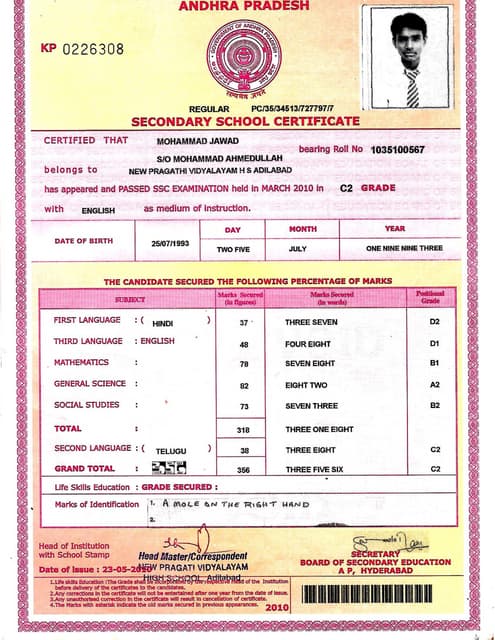 ANDHRA PRADESH
KP 0226308
GOVERNMENT OF ANDHRA PRADESH
सत्यमेव जयते
REGULAR PC/35/34513/727797/7
SECONDARY SCHOOL CERTIFICATE
CERTIFIED THAT MOHAMMAD JAWAD
S/O MOHAMMAD AHMEDULLAH bearing Roll No 1035100567
belongs to NEW PRAGATHI VIDYALAYAM H S ADILABAD
has appeared and PASSED SSC EXAMINATION held in MARCH 2010 in C2 GRADE
with ENGLISH as medium of instruction.
DATE OF BIRTH 25/07/1993 DAY MONTH YEAR
TWO FIVE JULY ONE NINE NINE THREE
THE CANDIDATE SECURED THE FOLLOWING PERCENTAGE OF MARKS
SUBJECT Marks Secured (in figures) Marks Secured (in words) Positional Grade
FIRST LANGUAGE : ( HINDI ) 37 THREE SEVEN D2
THIRD LANGUAGE : ENGLISH 48 FOUR EIGHT D1
MATHEMATICS : 78 SEVEN EIGHT B1
GENERAL SCIENCE : 82 EIGHT TWO A2
SOCIAL STUDIES : 73 SEVEN THREE B2
TOTAL : 318 THREE ONE EIGHT
SECOND LANGUAGE : ( TELUGU ) 38 THREE EIGHT C2
GRAND TOTAL : 356 THREE FIVE SIX C2
Life Skills Education : GRADE SECURED :
Marks of Identification 1. A MOLE ON THE RIGHT HAND
2.
Head of Institution
with School Stamp
Head Master/Correspondent
NEW PRAGATI VIDYALAYAM
HIGH SCHOOL, Adilabad.
SECRETARY
BOARD OF SECONDARY EDUCATION
A P, HYDERABAD
Date of Issue : 23-05-2010
1.Life skills Education :The Grade shall be incorporated by the respective Head of the Institution
before delivery of the certificates to the candidates.
2.Any corrections in the certificate will not be entertained after one year from the date of issue.
3.Any unauthorised correction in the certificate will result in cancellation of certificate.
4.The Marks with asterisk indicate the old marks secured in previous appearances.
2010